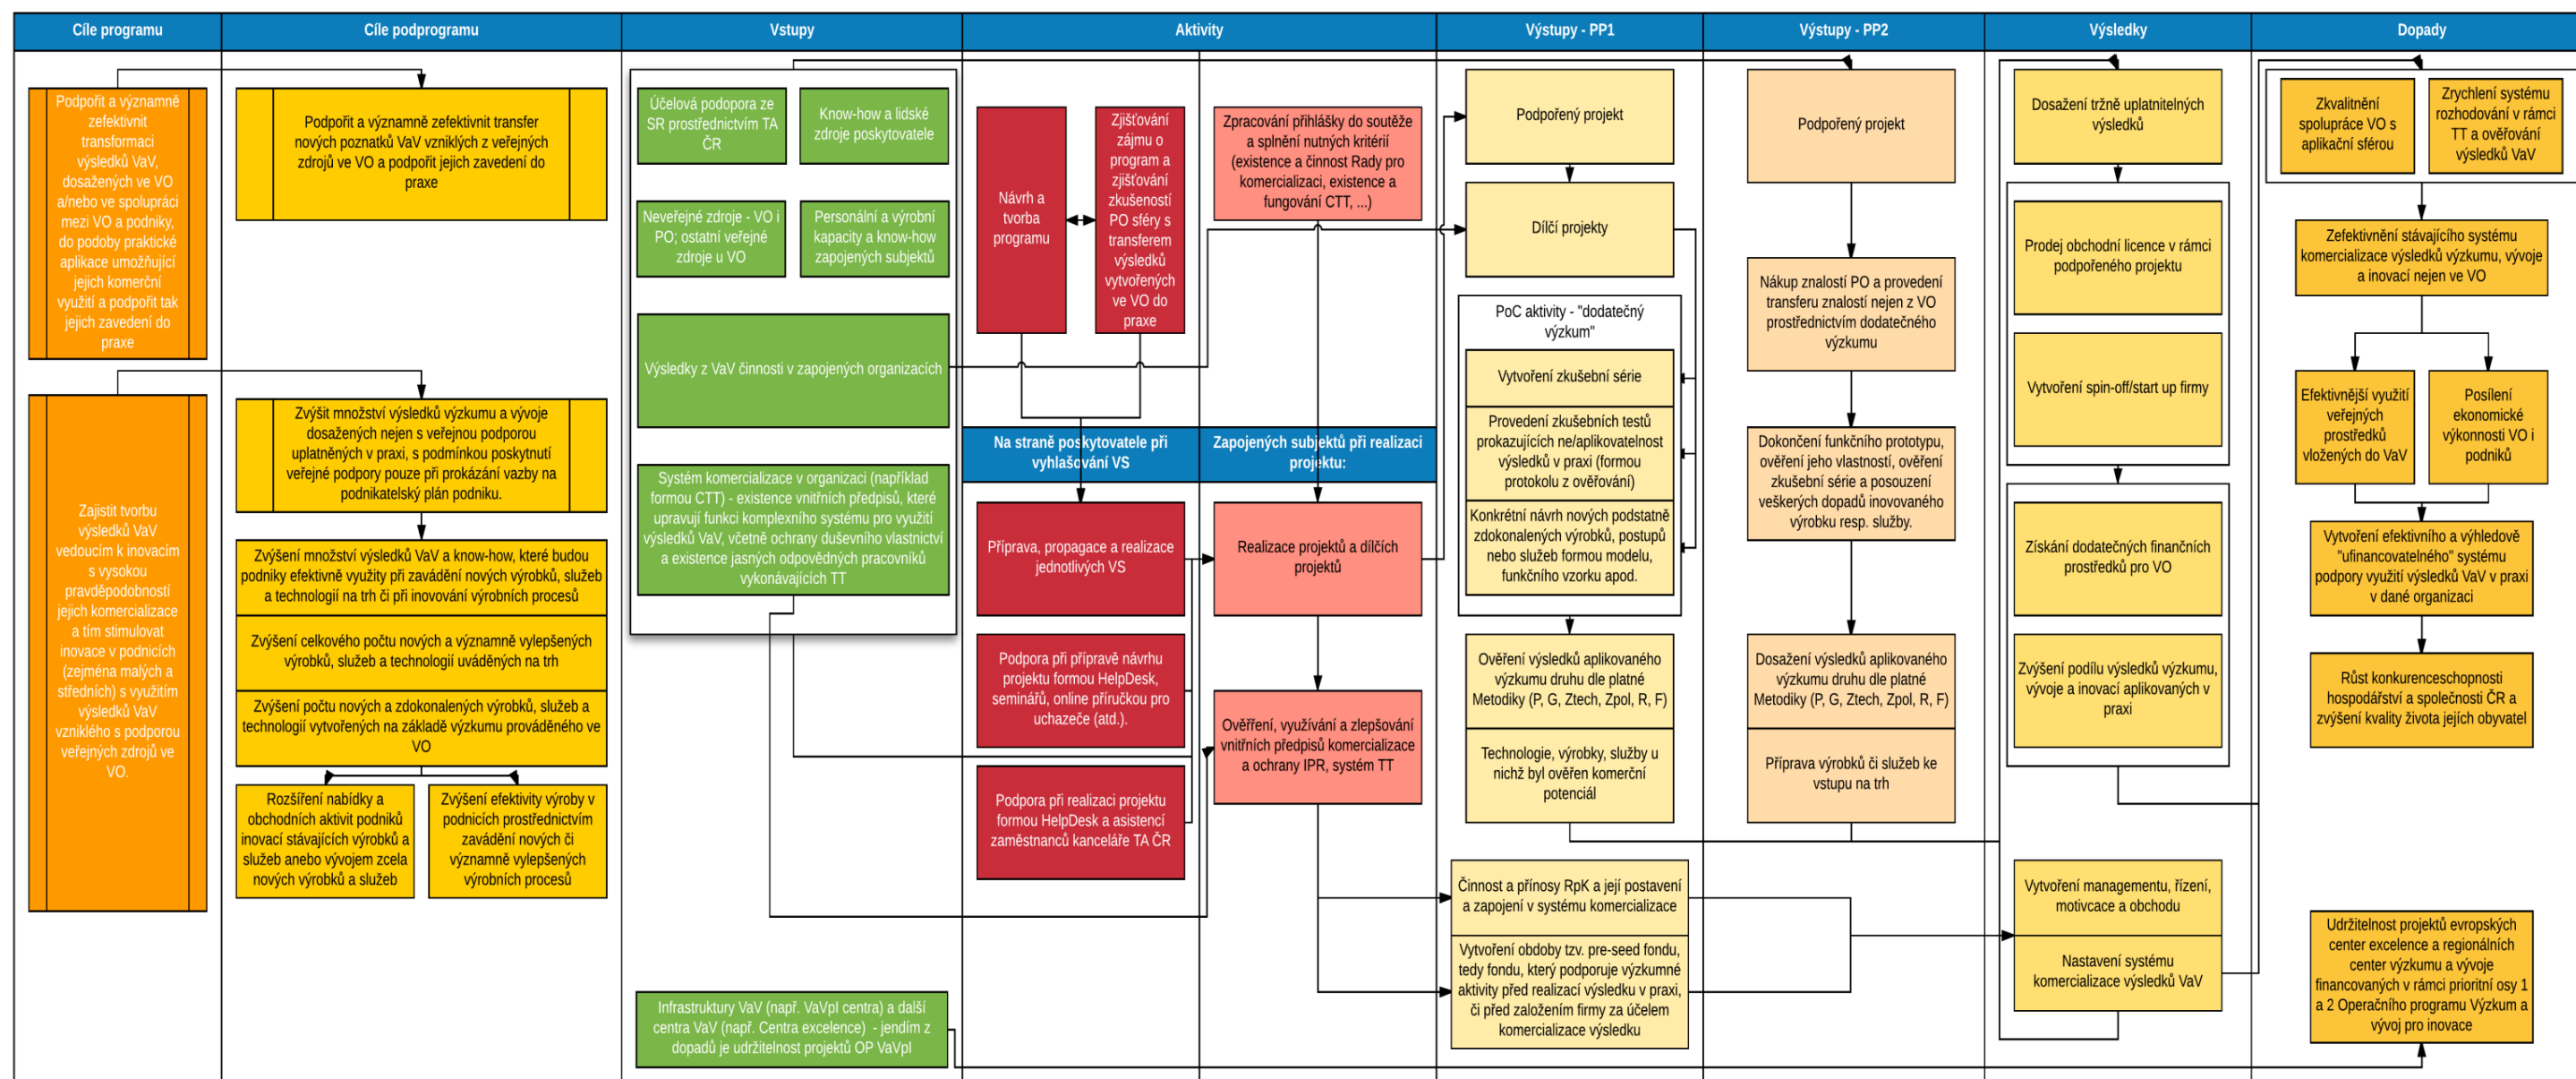 Cíle programu
Cíle podprogramu
Vstupy
Aktivity
Výstupy - PP1
Výstupy - PP2
Výsledky
Dopady
Podpořit a významně
zefektivnit
transformaci
výsledků VaV,
dosažených ve VO
a/nebo ve spolupráci
mezi VO a podniky,
do podoby praktické
aplikace umožňující
jejich komerční
využití a podpořit tak
jejich zavedení do
praxe
Zajistit tvorbu
výsledků VaV
vedoucím k inovacím
s vysokou
pravděpodobností
jejich komercializace
a tím stimulovat
inovace v podnicích
(zejména malých a
středních) s využitím
výsledků VaV
vzniklého s podporou
veřejných zdrojů ve
VO.
Podpořit a významně zefektivnit transfer
nových poznatků VaV vzniklých z veřejných
zdrojů ve VO a podpořit jejich zavedení do
praxe
Zvýšit množství výsledků výzkumu a vývoje
dosažených nejen s veřejnou podporou
uplatněných v praxi, s podmínkou poskytnutí
veřejné podpory pouze při prokázání vazby na
podnikatelský plán podniku.
Zvýšení množství výsledků VaV a know-how, které budou
podniky efektivně využity při zavádění nových výrobků, služeb
a technologií na trh či při inovování výrobních procesů
Zvýšení celkového počtu nových a významně vylepšených
výrobků, služeb a technologií uváděných na trh
Zvýšení počtu nových a zdokonalených výrobků, služeb a
technologií vytvořených na základě výzkumu prováděného ve
VO
Rozšíření nabídky a
obchodních aktivit podniků
inovací stávajících výrobků a
služeb anebo vývojem zcela
nových výrobků a služeb
Zvýšení efektivity výroby v
podnicích prostřednictvím
zavádění nových či
významně vylepšených
výrobních procesů
Účelová podopora ze
SR prostřednictvím TA
ČR
Know-how a lidské
zdroje poskytovatele
Neveřejné zdroje - VO i
PO; ostatní veřejné
zdroje u VO
Personální a výrobní
kapacity a know-how
zapojených subjektů
Výsledky z VaV činnosti v zapojených organizacích
Systém komercializace v organizaci (například
formou CTT) - existence vnitřních předpisů, které
upravují funkci komplexního systému pro využití
výsledků VaV, včetně ochrany duševního vlastnictví
a existence jasných odpovědných pracovníků
vykonávajících TT
Infrastruktury VaV (např. VaVpI centra) a další
centra VaV (např. Centra excelence) - jendím z
dopadů je udržitelnost projektů OP VaVpI
Návrh a
tvorba
programu
Zjišťování
zájmu o
program a
zjišťování
zkušeností
PO sféry s
transferem
výsledků
vytvořených
ve VO do
praxe
Na straně poskytovatele při
vyhlašování VS
Příprava, propagace a realizace
jednotlivých VS
Podpora při přípravě návrhu
projektu formou HelpDesk,
seminářů, online příručkou pro
uchazeče (atd.).
Podpora při realizaci projektu
formou HelpDesk a asistencí
zaměstnanců kanceláře TA ČR
Zpracování přihlášky do soutěže
a splnění nutných kritérií
(existence a činnost Rady pro
komercializaci, existence a
fungování CTT, ...)
Zapojených subjektů při realizaci
projektu:
Realizace projektů a dílčích
projektů
Ověření, využívání a zlepšování
vnitřních předpisů komercializace
a ochrany IPR, systém TT
Podpořený projekt
Dílčí projekty
PoC aktivity - "dodatečný
výzkum"
Vytvoření zkušební série
Provedení zkušebních testů
prokazujících ne/aplikovatelnost
výsledků v praxi (formou
protokolu z ověřování)
Konkrétní návrh nových podstatně
zdokonalených výrobků, postupů
nebo služeb formou modelu,
funkčního vzorku apod.
Ověření výsledků aplikovaného
výzkumu druhu dle platné
Metodiky (P, G, Ztech, Zpol, R, F)
Technologie, výrobky, služby u
nichž byl ověřen komerční
potenciál
Činnost a přínosy RpK a její postavení
a zapojení v systému komercializace
Vytvoření obdoby tzv. pre-seed fondu,
tedy fondu, který podporuje výzkumné
aktivity před realizací výsledku v praxi,
či před založením firmy za účelem
komercializace výsledku
Podpořený projekt
Nákup znalostí PO a provedení
transferu znalostí nejen z VO
prostřednictvím dodatečného
výzkumu
Dokončení funkčního prototypu,
ověření jeho vlastností, ověření
zkušební série a posouzení
veškerých dopadů inovovaného
výrobku resp. služby.
Dosažení výsledků aplikovaného
výzkumu druhu dle platné
Metodiky (P, G, Ztech, Zpol, R, F)
Příprava výrobků či služeb ke
vstupu na trh
Dosažení tržně uplatnitelných
výsledků
Prodej obchodní licence v rámci
podpořeného projektu
Vytvoření spin-off/start up firmy
Získání dodatečných finančních
prostředků pro VO
Zvýšení podílu výsledků výzkumu,
vývoje a inovací aplikovaných v
praxi
Vytvoření managementu, řízení,
motivcace a obchodu
Nastavení systému
komercializace výsledků VaV
Zkvalitnění
spolupráce VO s
aplikační sférou
Zrychlení systému
rozhodování v rámci
TT a ověřování
výsledků VaV
Zefektivnění stávajícího systému
komercializace výsledků výzkumu, vývoje
a inovací nejen ve VO
Efektivnější využití
veřejných
prostředků
vložených do VaV
Posílení
ekonomické
výkonnosti VO i
podniků
Vytvoření efektivního a výhledově
"ufinancovatelného" systému
podpory využití výsledků VaV v praxi
v dané organizaci
Růst konkurenceschopnosti
hospodářství a společnosti ČR a
zvýšení kvality života jejích obyvatel
Udržitelnost projektů evropských
center excelence a regionálních
center výzkumu a vývoje
financovaných v rámci prioritní osy 1
a 2 Operačního programu Výzkum a
vývoj pro inovace